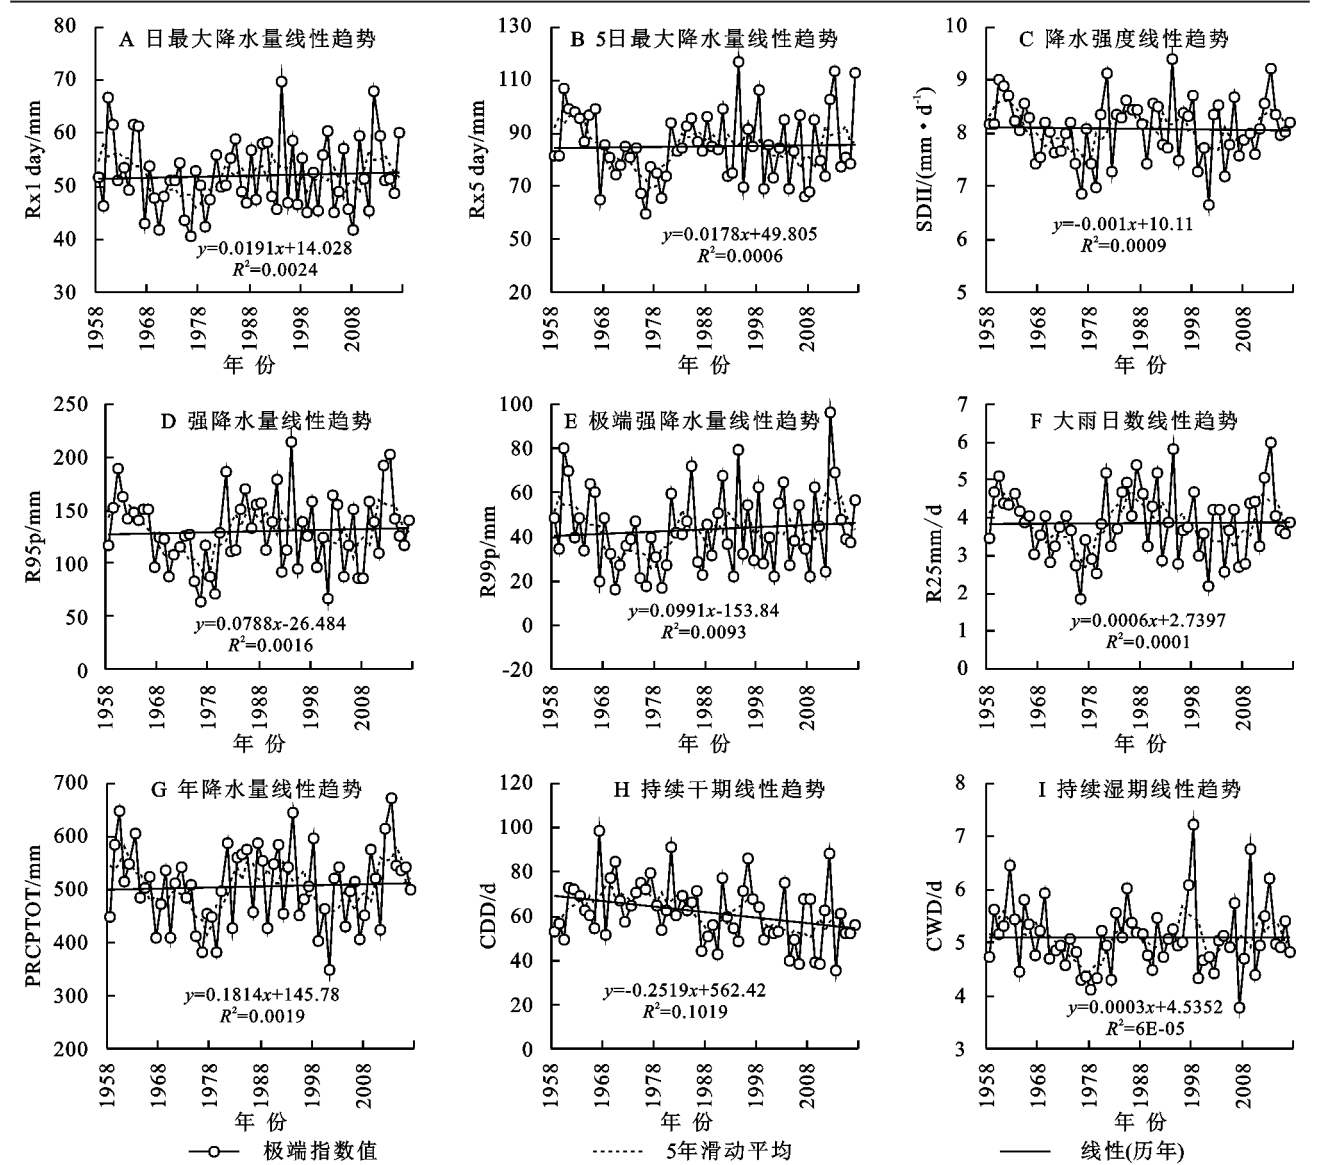 A 日最大降水量线性趋势
80
70
60
50
40
30
Rx1 day/mm
y=0.0191x+14.028
R²=0.0024
1958 1968 1978 1988 1998 2008
年 份
B 5日最大降水量线性趋势
130
110
90
70
50
20
Rx5 day/mm
y=0.0178x+49.805
R²=0.0006
1958 1968 1978 1988 1998 2008
年 份
C 降水强度线性趋势
10
9
8
7
6
5
SDII/(mm·d⁻¹)
y=-0.001x+10.11
R²=0.0009
1958 1968 1978 1988 1998 2008
年 份
D 强降水量线性趋势
250
200
150
100
50
0
R95p/mm
y=0.0788x-26.484
R²=0.0016
1958 1968 1978 1988 1998 2008
年 份
E 极端强降水量线性趋势
100
80
60
40
20
0
-20
R99p/mm
y=0.0991x-153.84
R²=0.0093
1958 1968 1978 1988 1998 2008
年 份
F 大雨日数线性趋势
7
6
5
4
3
2
1
0
R25mm/d
y=0.0006x+2.7397
R²=0.0001
1958 1968 1978 1988 1998 2008
年 份
G 年降水量线性趋势
700
600
500
400
300
200
PRCPTOT/mm
y=0.1814x+145.78
R²=0.0019
1958 1968 1978 1988 1998 2008
年 份
H 持续干期线性趋势
120
100
80
60
40
20
0
CDD/d
y=-0.2519x+562.42
R²=0.1019
1958 1968 1978 1988 1998 2008
年 份
I 持续湿期线性趋势
8
7
6
5
4
3
CWD/d
y=0.0003x+4.5352
R²=6E-05
1958 1968 1978 1988 1998 2008
年 份
极端指数值 5年滑动平均 线性(历年)